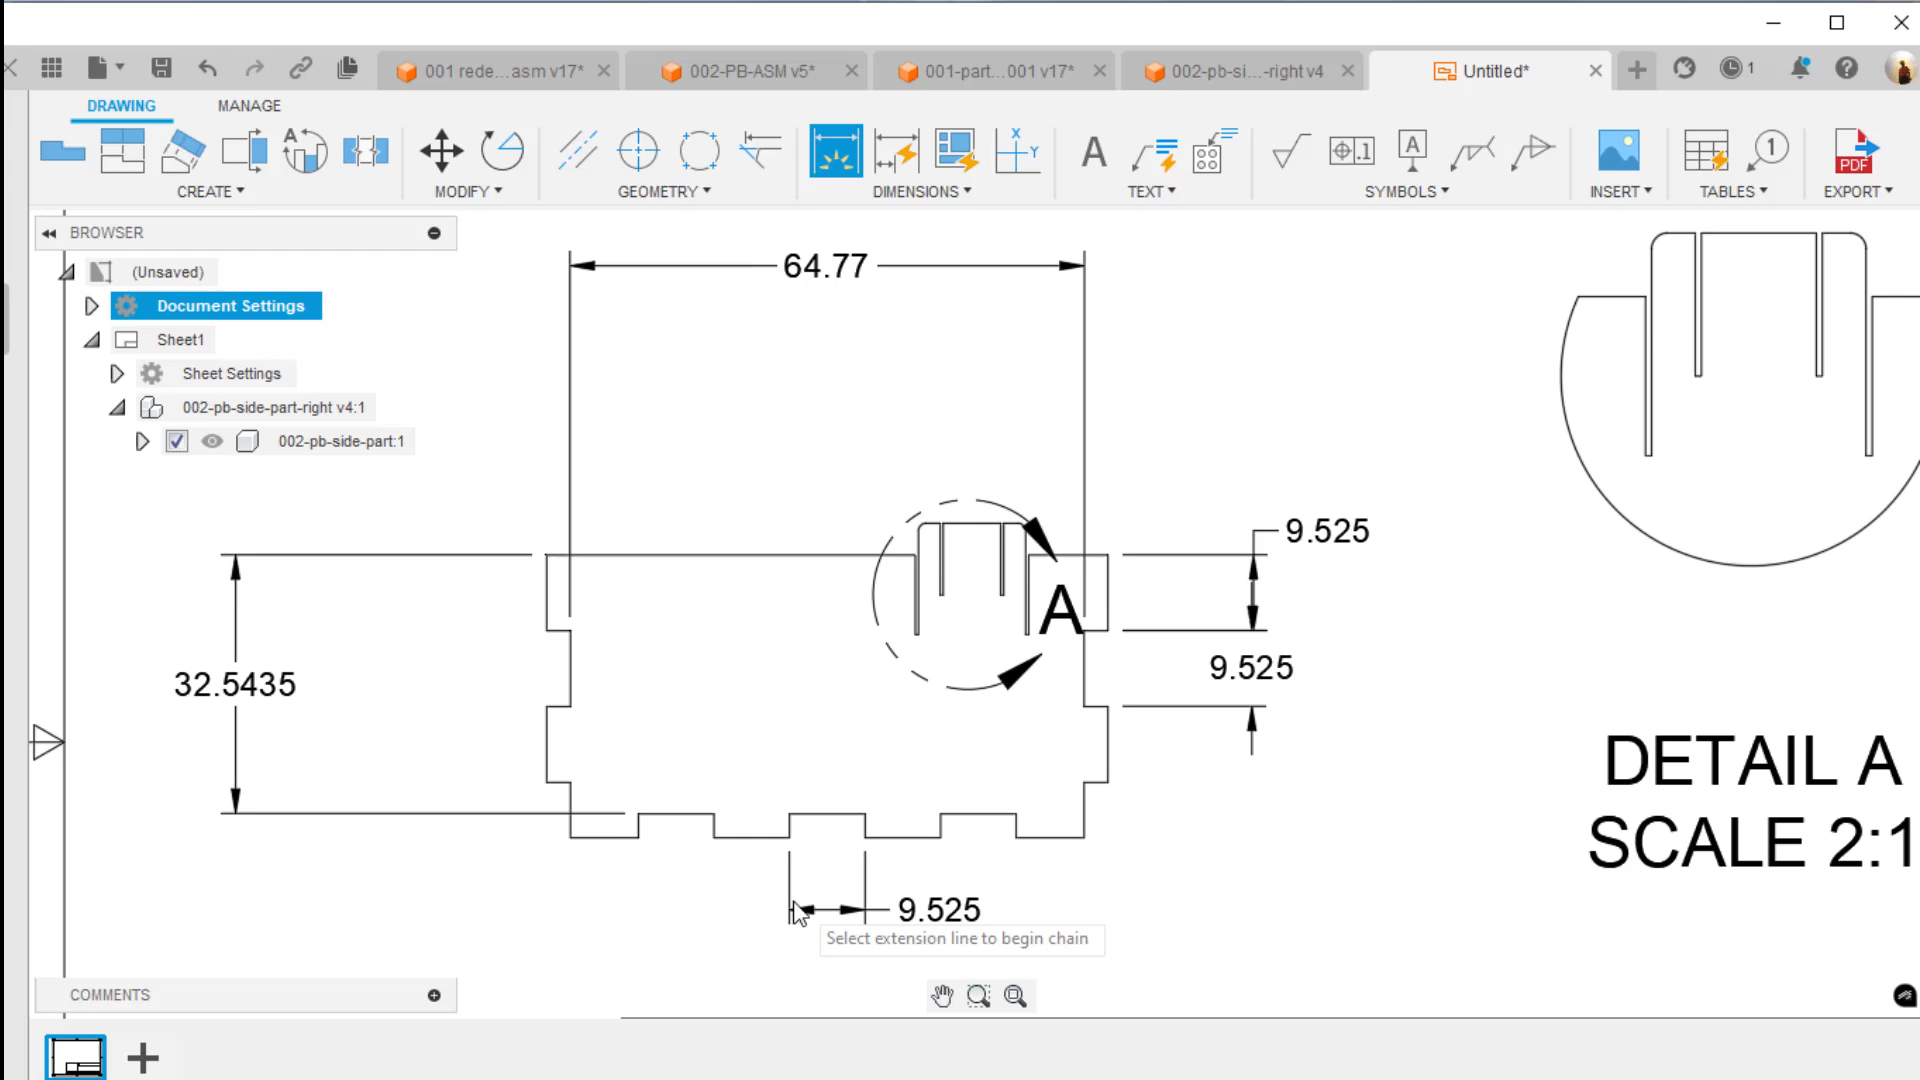 001 rede...asm v17*
002-PB-ASM v5*
001-part...001 v17*
002-pb-si...-right v4
Untitled*
1
DRAWING
MANAGE
A
X
Y
A
.1
A
1
PDF
CREATE
MODIFY
GEOMETRY
DIMENSIONS
TEXT
SYMBOLS
INSERT
TABLES
EXPORT
BROWSER
(Unsaved)
Document Settings
Sheet1
Sheet Settings
002-pb-side-part-right v4:1
002-pb-side-part:1
64.77
9.525
A
9.525
32.5435
DETAIL A
SCALE 2:1
9.525
Select extension line to begin chain
COMMENTS